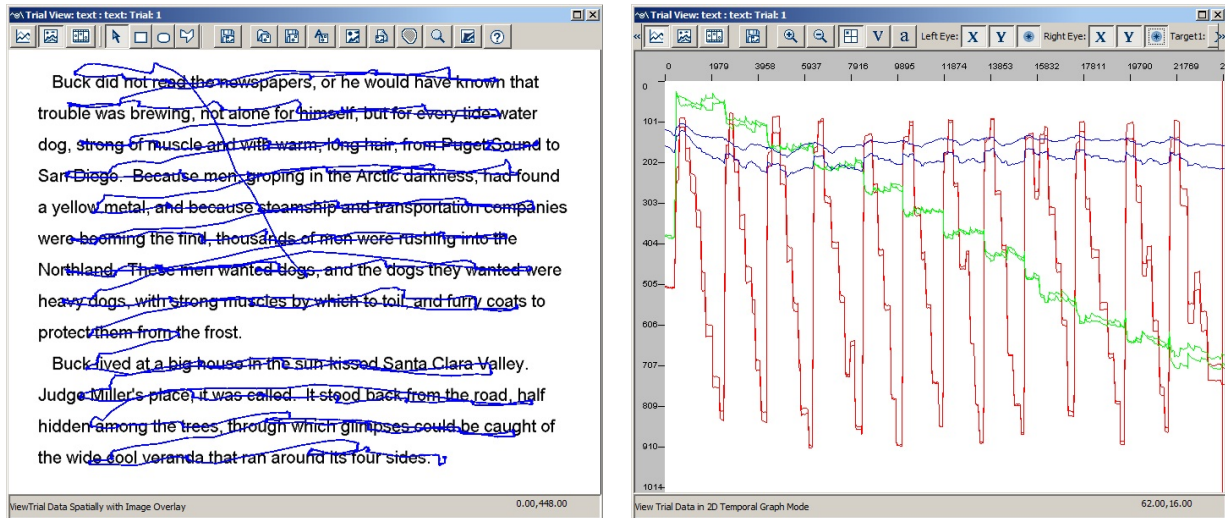 Trial View: text : text: Trial: 1
Buck did not read the newspapers, or he would have known that
trouble was brewing, not alone for himself, but for every tide-water
dog, strong of muscle and with warm, long hair, from Puget Sound to
San Diego. Because men, groping in the Arctic darkness, had found
a yellow metal, and because steamship and transportation companies
were booming the find, thousands of men were rushing into the
Northland. These men wanted dogs, and the dogs they wanted were
heavy dogs, with strong muscles by which to toil, and furry coats to
protect them from the frost.
Buck lived at a big house in the sun-kissed Santa Clara Valley.
Judge Miller's place, it was called. It stood back from the road, half
hidden among the trees, through which glimpses could be caught of
the wide cool veranda that ran around its four sides.
ViewTrial Data Spatially with Image Overlay 0.00,448.00
Trial View: text : text: Trial: 1
« V a Left Eye: X Y Right Eye: X Y Target1: »
0 1979 3958 5937 7916 9895 11874 13853 15832 17811 19790 21769 2
0
101
202
303
404
505
606
707
809
910
1014
View Trial Data in 2D Temporal Graph Mode 62.00,16.00